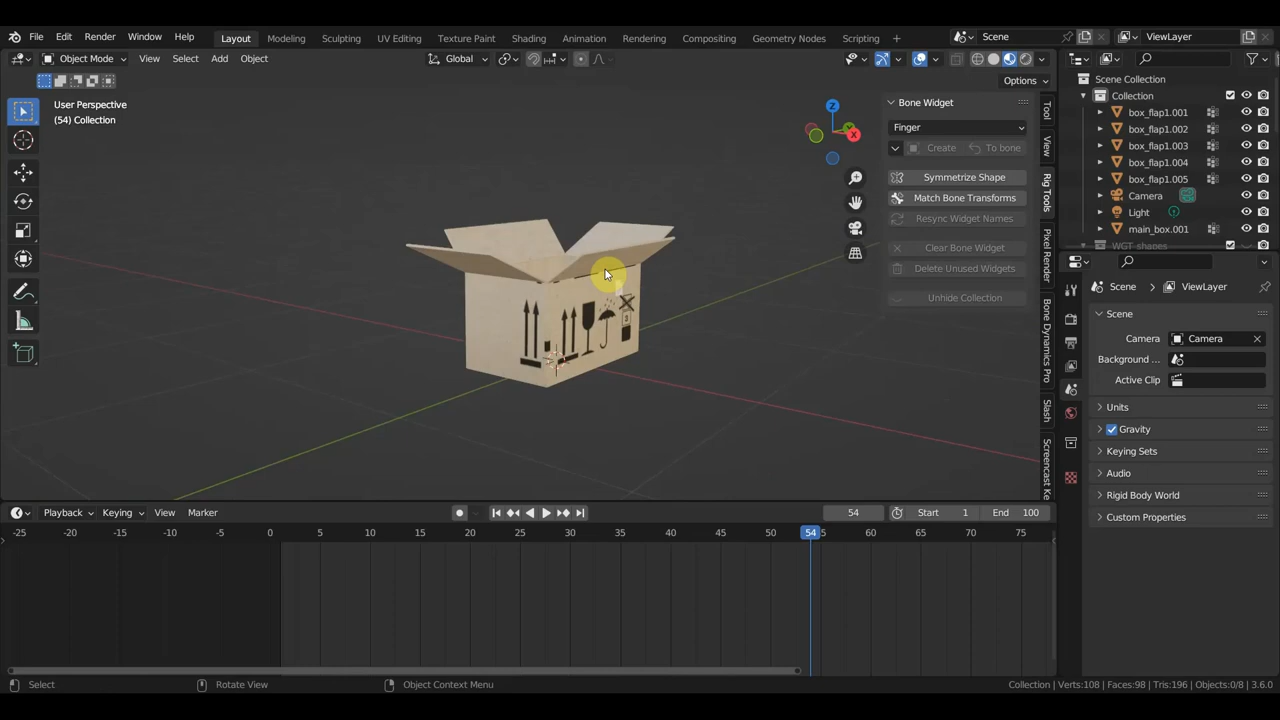 File Edit Render Window Help Layout Modeling Sculpting UV Editing Texture Paint Shading Animation Rendering Compositing Geometry Nodes Scripting + Scene ViewLayer
Object Mode View Select Add Object Global
Options
User Perspective
(54) Collection
Z
Y
X
Bone Widget
Finger
Create To bone
Symmetrize Shape
Match Bone Transforms
Resync Widget Names
Clear Bone Widget
Delete Unused Widgets
Unhide Collection
Tool
View
Rig Tools
Pixel Render
Bone Dynamics Pro
Slash
Screencast Ke
Scene Collection
Collection
box_flap1.001
box_flap1.002
box_flap1.003
box_flap1.004
box_flap1.005
Camera
Light
main_box.001
WGT-shapes
Scene ViewLayer
Scene
Camera Camera
Background ...
Active Clip
Units
Gravity
Keying Sets
Audio
Rigid Body World
Custom Properties
Playback Keying View Marker 54 Start 1 End 100
-25 -20 -15 -10 -5 0 5 10 15 20 25 30 35 40 45 50 54 5 60 65 70 75
Select Rotate View Object Context Menu Collection | Verts:108 | Faces:98 | Tris:196 | Objects:0/8 | 3.6.0